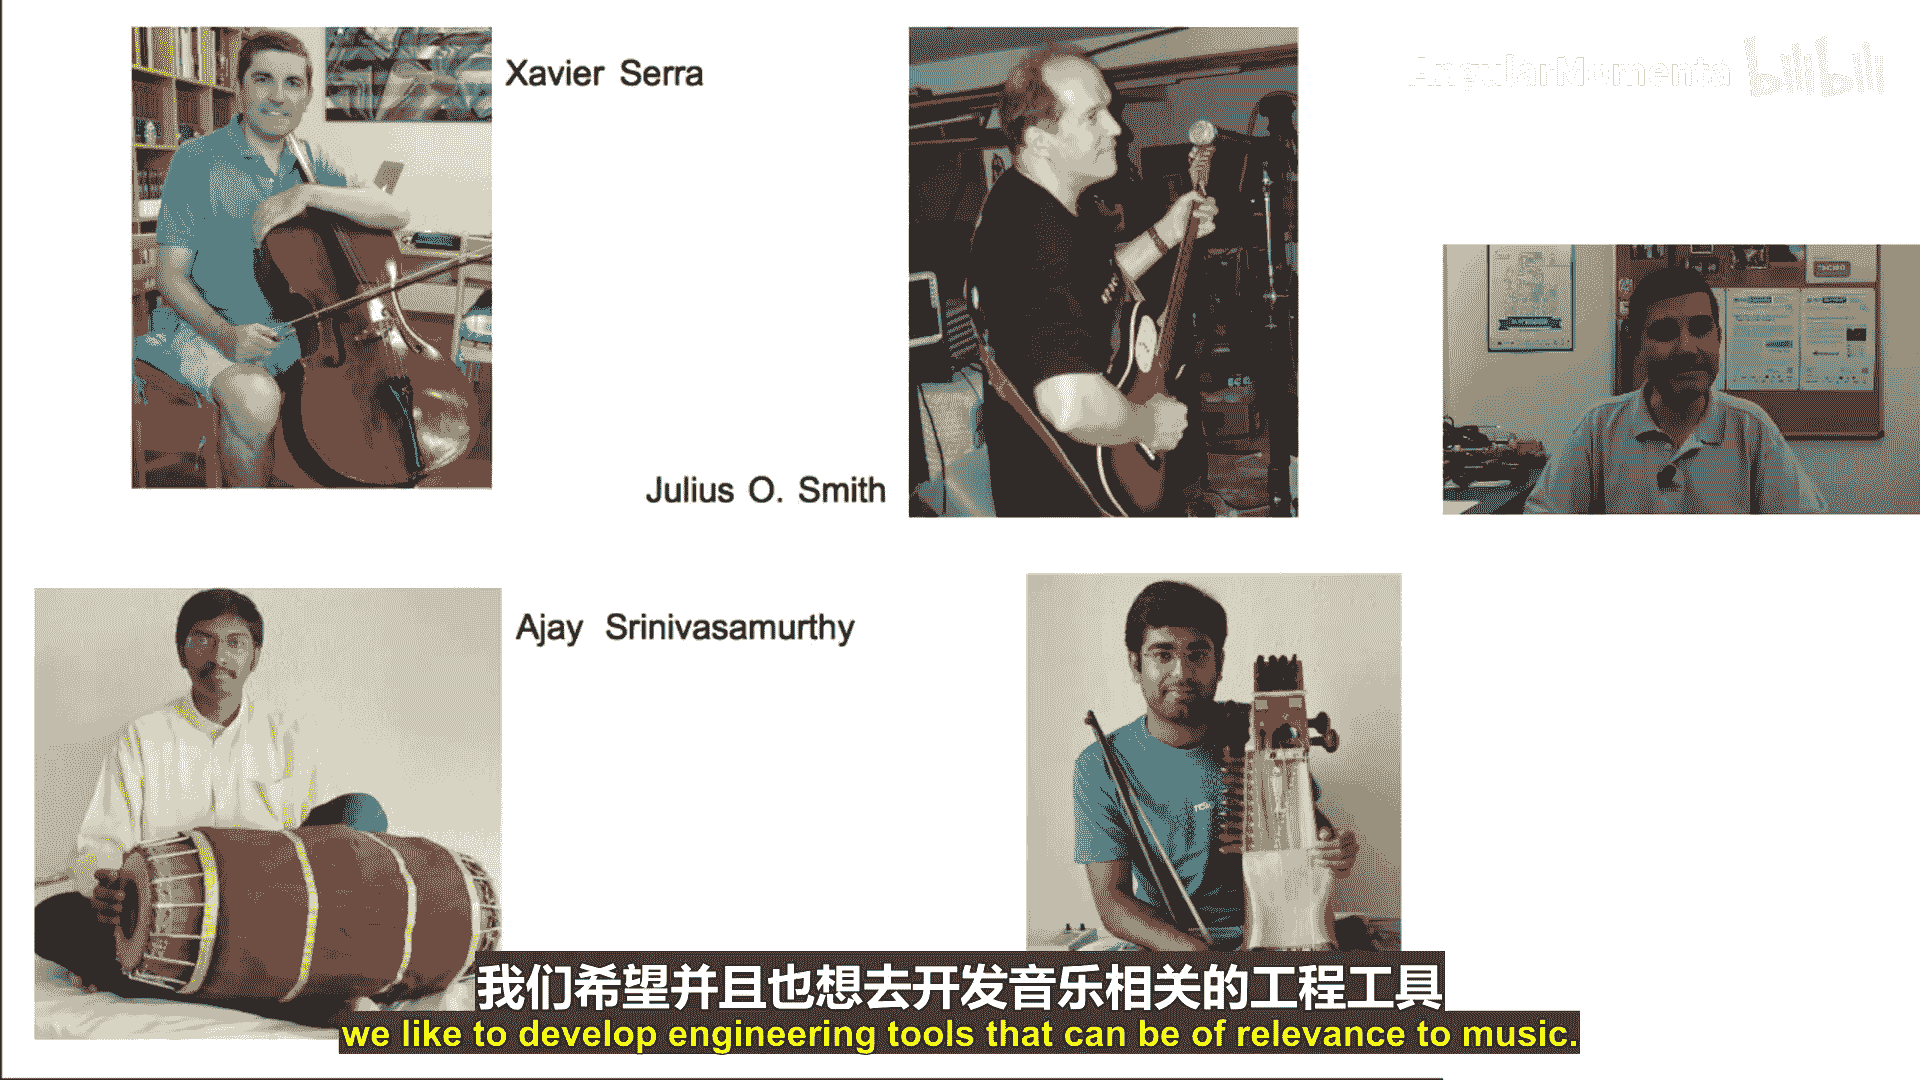 Xavier Serra
AngularMomenta bilibili
Julius O. Smith
Ajay Srinivasamurthy
我们希望并且也想去开发音乐相关的工程工具
we like to develop engineering tools that can be of relevance to music.